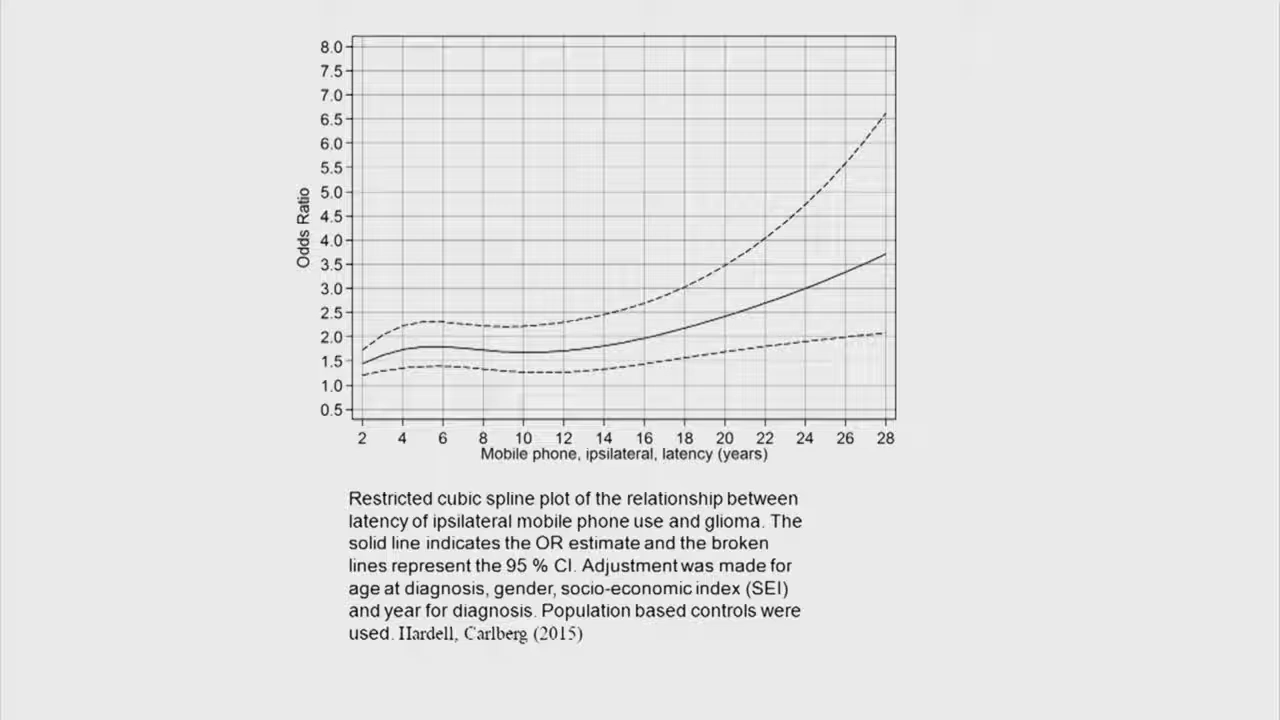 8.0
7.5
7.0
6.5
6.0
5.5
5.0
4.5
4.0
3.5
3.0
2.5
2.0
1.5
1.0
0.5
Odds Ratio
2 4 6 8 10 12 14 16 18 20 22 24 26 28
Mobile phone, ipsilateral, latency (years)
Restricted cubic spline plot of the relationship between
latency of ipsilateral mobile phone use and glioma. The
solid line indicates the OR estimate and the broken
lines represent the 95 % CI. Adjustment was made for
age at diagnosis, gender, socio-economic index (SEI)
and year for diagnosis. Population based controls were
used. Hardell, Carlberg (2015)